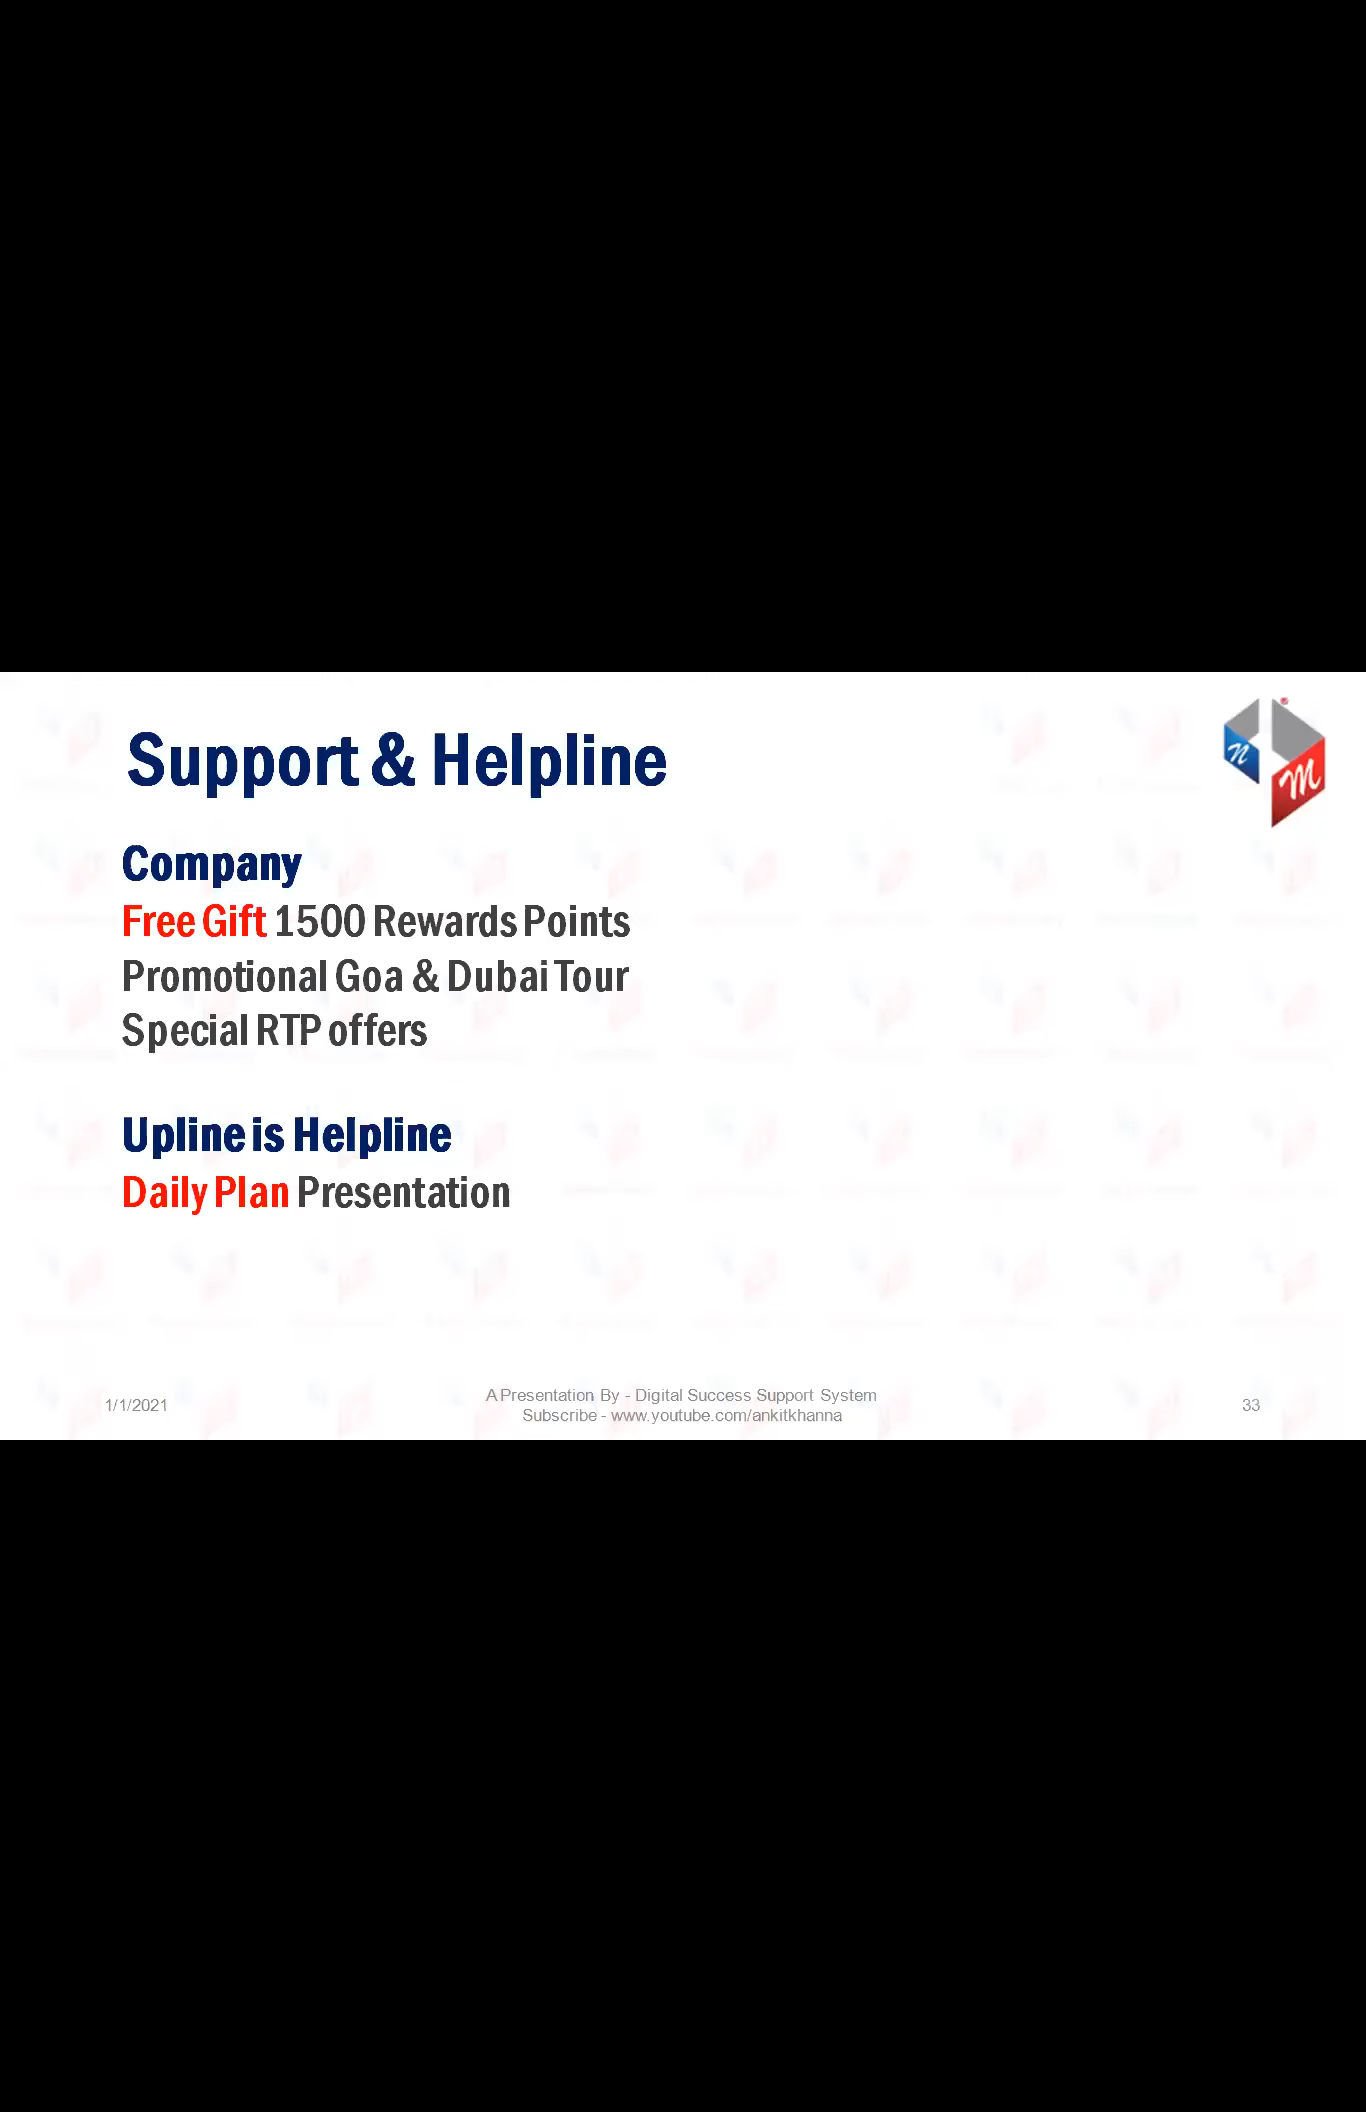 Support & Helpline
n
m
Company
Free Gift 1500 Rewards Points
Promotional Goa & Dubai Tour
Special RTP offers
Upline is Helpline
Daily Plan Presentation
1/1/2021
A Presentation By - Digital Success Support System
Subscribe - www.youtube.com/ankitkhanna
33